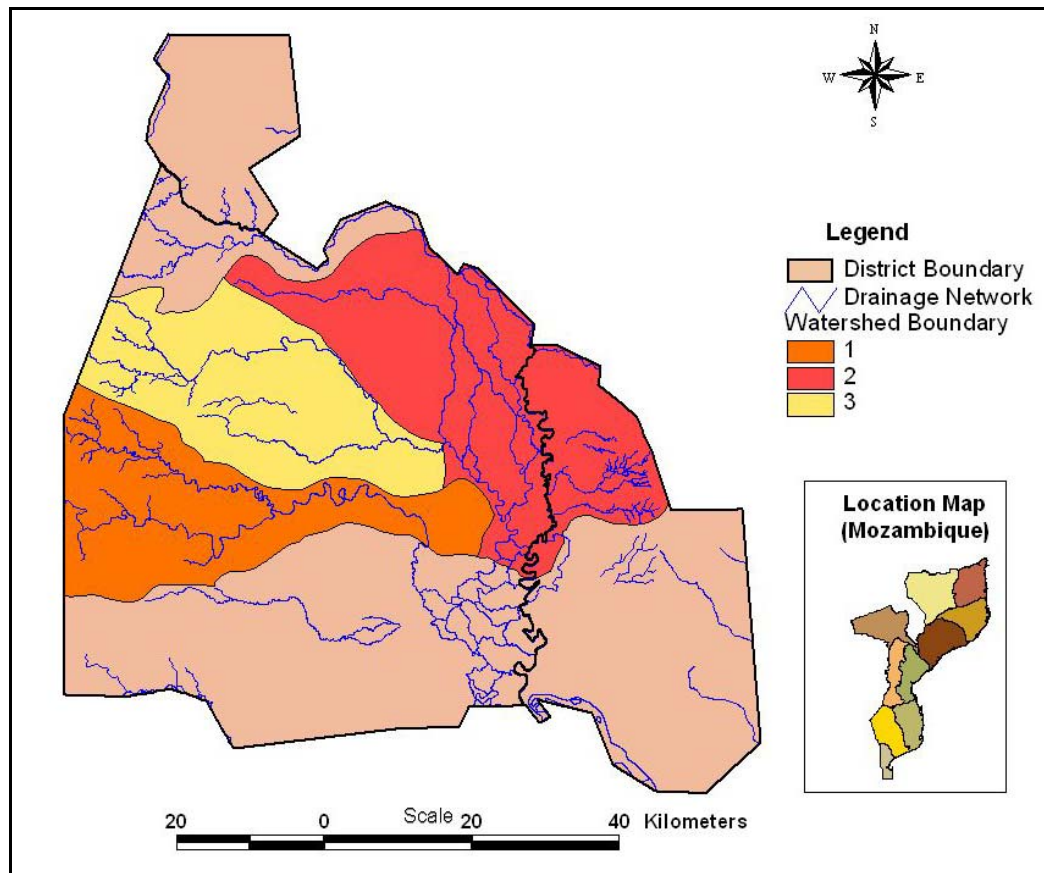 N
W E
S
Legend
District Boundary
Drainage Network
Watershed Boundary
1
2
3
Location Map
(Mozambique)
Scale
20 0 20 40 Kilometers